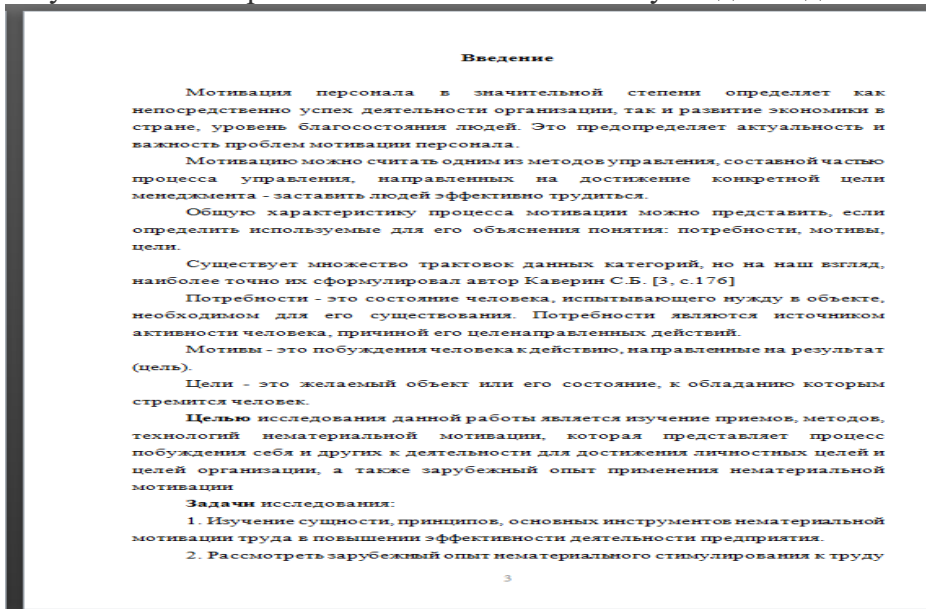 Введение
Мотивация персонала в значительной степени определяет как
непосредственно успех деятельности организации, так и развитие экономики в
стране, уровень благосостояния людей. Это предопределяет актуальность и
важность проблем мотивации персонала.
Мотивацию можно считать одним из методов управления, составной частью
процесса управления, направленных на достижение конкретной цели
менеджмента - заставить людей эффективно трудиться.
Общую характеристику процесса мотивации можно представить, если
определить используемые для его объяснения понятия: потребности, мотивы,
цели.
Существует множество трактовок данных категорий, но на наш взгляд,
наиболее точно их сформулировал автор Каверин С.Б. [3, с.176]
Потребности - это состояние человека, испытывающего нужду в объекте,
необходимом для его существования. Потребности являются источником
активности человека, причиной его целенаправленных действий.
Мотивы - это побуждения человека к действию, направленные на результат
(цель).
Цели - это желаемый объект или его состояние, к обладанию которым
стремится человек.
Целью исследования данной работы является изучение приемов, методов,
технологий нематериальной мотивации, которая представляет процесс
побуждения себя и других к деятельности для достижения личностных целей и
целей организации, а также зарубежный опыт применения нематериальной
мотивации
Задачи исследования:
1. Изучение сущности, принципов, основных инструментов нематериальной
мотивации труда в повышении эффективности деятельности предприятия.
2. Рассмотреть зарубежный опыт нематериального стимулирования к труду
3